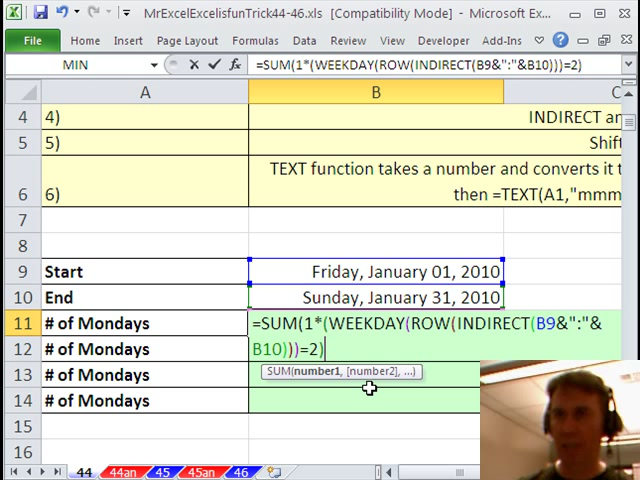 MrExcelExcelisfunTrick44-46.xls [Compatibility Mode] - Microsoft Ex...
File Home Insert Page Layout Formulas Data Review View Developer Add-Ins
MIN =SUM(1*(WEEKDAY(ROW(INDIRECT(B9&":"&B10)))=2)
A B C
4 4) INDIRECT an
5 5) Shift
TEXT function takes a number and converts it t
6 6) then =TEXT(A1,"mmm
7
8
9 Start Friday, January 01, 2010
10 End Sunday, January 31, 2010
11 # of Mondays =SUM(1*(WEEKDAY(ROW(INDIRECT(B9&":"&
12 # of Mondays B10)))=2)
13 # of Mondays SUM(number1, [number2], ...)
14 # of Mondays
15
16
44 44an 45 45an 46